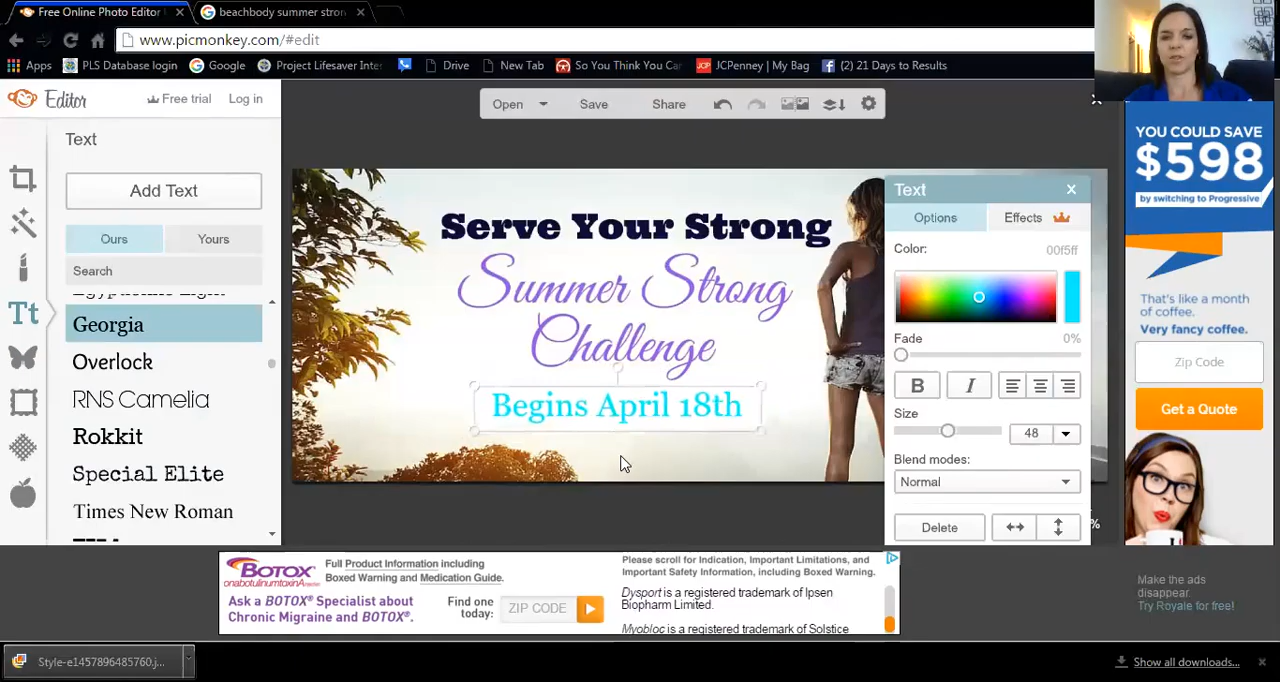 Free Online Photo Editor
beachbody summer stron
www.picmonkey.com/#edit
Apps
PLS Database login
Google
Project Lifesaver Inter
Drive
New Tab
So You Think You Can
JCPenney | My Bag
(2) 21 Days to Results
Editor
Free trial
Log in
Open
Save
Share
Text
Add Text
Ours
Yours
Search
Egyptienne Light
Georgia
Overlock
RNS Camelia
Rokkit
Special Elite
Times New Roman
Serve Your Strong
Summer Strong
Challenge
Begins April 18th
Text
Options
Effects
Color:
00f5ff
Fade
0%
B
I
Size
48
Blend modes:
Normal
Delete
%
YOU COULD SAVE
$598
by switching to Progressive
That's like a month
of coffee.
Very fancy coffee.
Zip Code
Get a Quote
BOTOX®
onabotulinumtoxinA
Full Product Information including
Boxed Warning and Medication Guide.
Ask a BOTOX® Specialist about
Chronic Migraine and BOTOX®.
Find one
today:
ZIP CODE
Please scroll for Indication, Important Limitations, and
Important Safety Information, including Boxed Warning.
Dysport is a registered trademark of Ipsen
Biopharm Limited.
Myobloc is a registered trademark of Solstice
Make the ads
disappear.
Try Royale for free!
Style-e1457896485760.j...
Show all downloads...